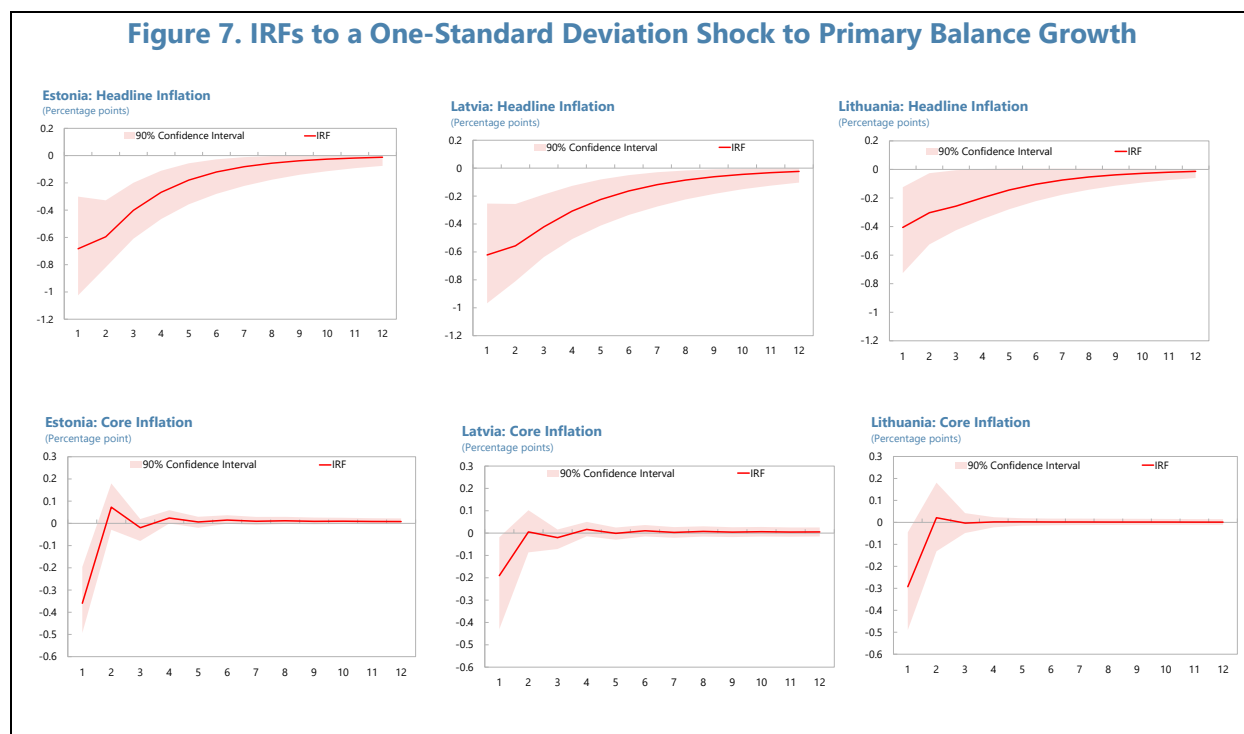 Figure 7. IRFs to a One-Standard Deviation Shock to Primary Balance Growth
Estonia: Headline Inflation
(Percentage points)
90% Confidence Interval IRF
0.2
0
-0.2
-0.4
-0.6
-0.8
-1
-1.2
1 2 3 4 5 6 7 8 9 10 11 12
Latvia: Headline Inflation
(Percentage points)
90% Confidence Interval IRF
0.2
0
-0.2
-0.4
-0.6
-0.8
-1
-1.2
1 2 3 4 5 6 7 8 9 10 11 12
Lithuania: Headline Inflation
(Percentage points)
90% Confidence Interval IRF
0.2
0
-0.2
-0.4
-0.6
-0.8
-1
-1.2
1 2 3 4 5 6 7 8 9 10 11 12
Estonia: Core Inflation
(Percentage point)
90% Confidence Interval IRF
0.3
0.2
0.1
0
-0.1
-0.2
-0.3
-0.4
-0.5
-0.6
1 2 3 4 5 6 7 8 9 10 11 12
Latvia: Core Inflation
(Percentage points)
90% Confidence Interval IRF
0.3
0.2
0.1
0
-0.1
-0.2
-0.3
-0.4
-0.5
-0.6
1 2 3 4 5 6 7 8 9 10 11 12
Lithuania: Core Inflation
(Percentage points)
90% Confidence Interval IRF
0.3
0.2
0.1
0
-0.1
-0.2
-0.3
-0.4
-0.5
-0.6
1 2 3 4 5 6 7 8 9 10 11 12